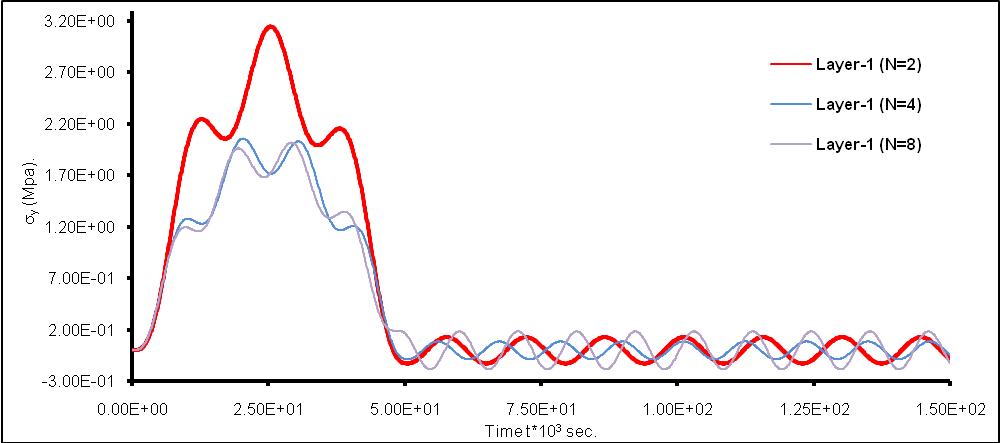 3.20E+00
2.70E+00
2.20E+00
1.70E+00
1.20E+00
7.00E-01
2.00E-01
-3.00E-01
σy (Mpa).
Layer-1 (N=2)
Layer-1 (N=4)
Layer-1 (N=8)
0.00E+00 2.50E+01 5.00E+01 7.50E+01 1.00E+02 1.25E+02 1.50E+02
Time t*10³ sec.